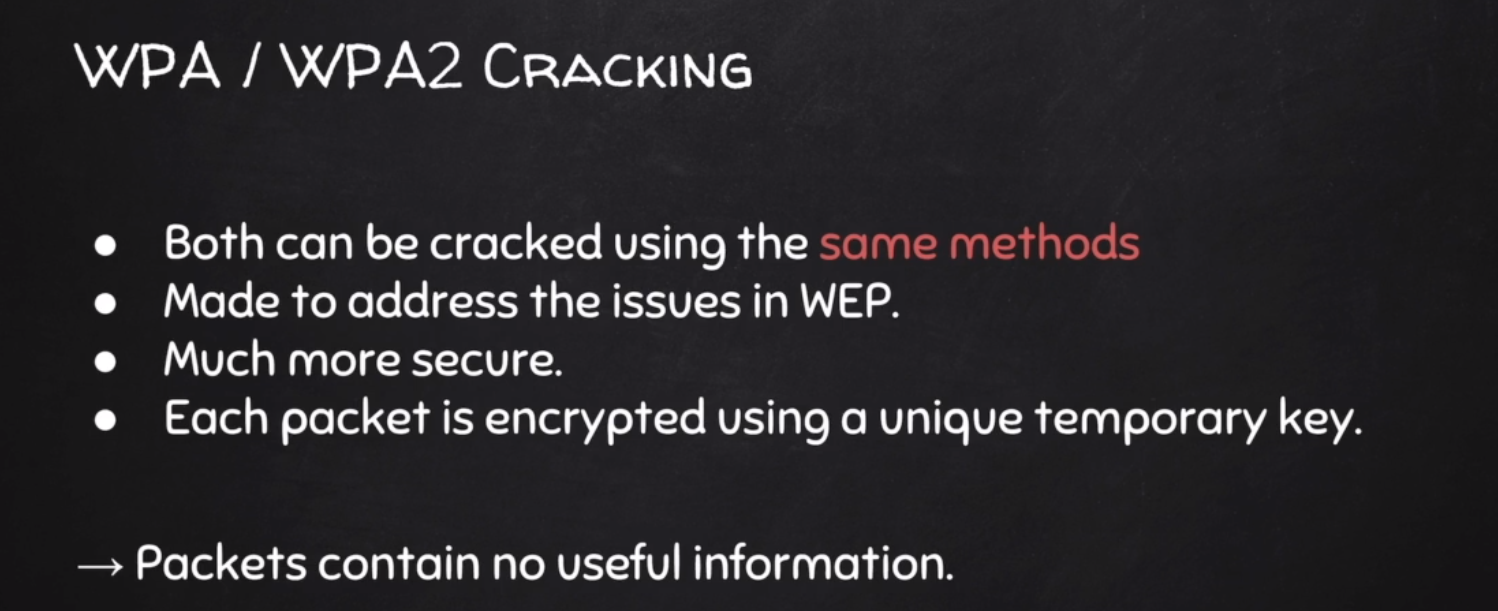 WPA / WPA2 Cracking
● Both can be cracked using the same methods
● Made to address the issues in WEP.
● Much more secure.
● Each packet is encrypted using a unique temporary key.
→ Packets contain no useful information.